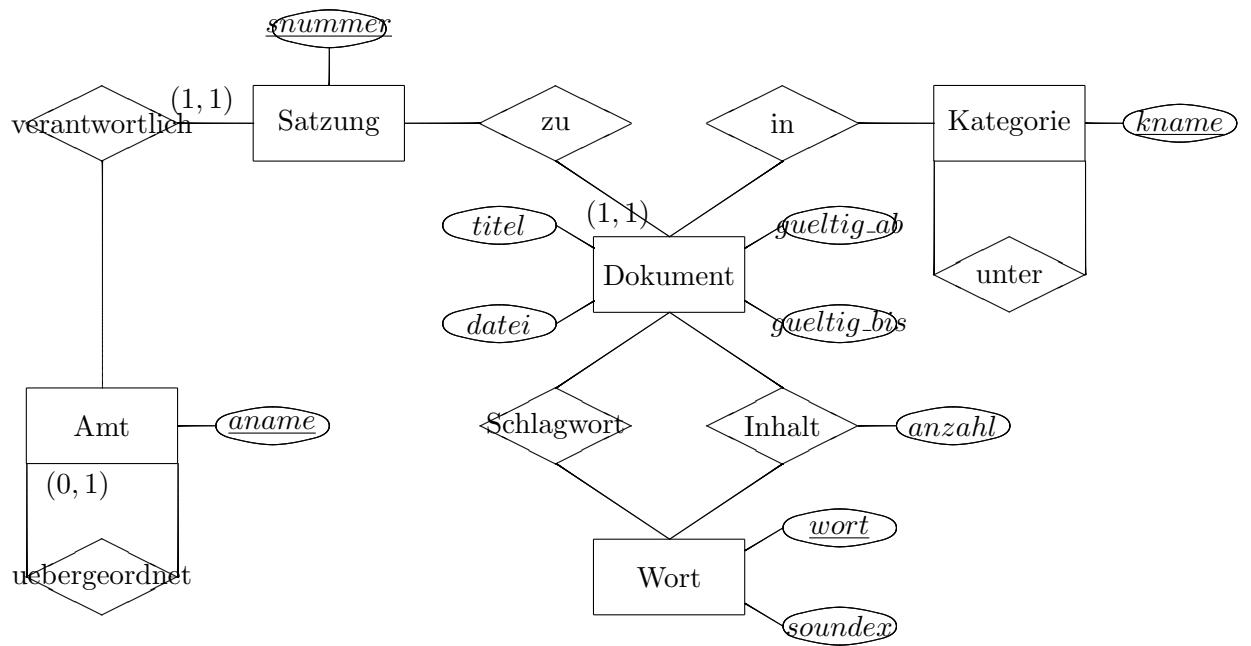 snummer
verantwortlich
(1, 1)
Satzung
zu
in
Kategorie
kname
(1, 1)
titel
gueltig_ab
Dokument
unter
datei
gueltig_bis
Amt
aname
Schlagwort
Inhalt
anzahl
(0, 1)
wort
uebergeordnet
Wort
soundex